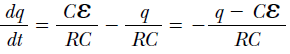 dq/dt = Cℰ/RC − q/RC = − (q − Cℰ)/RC